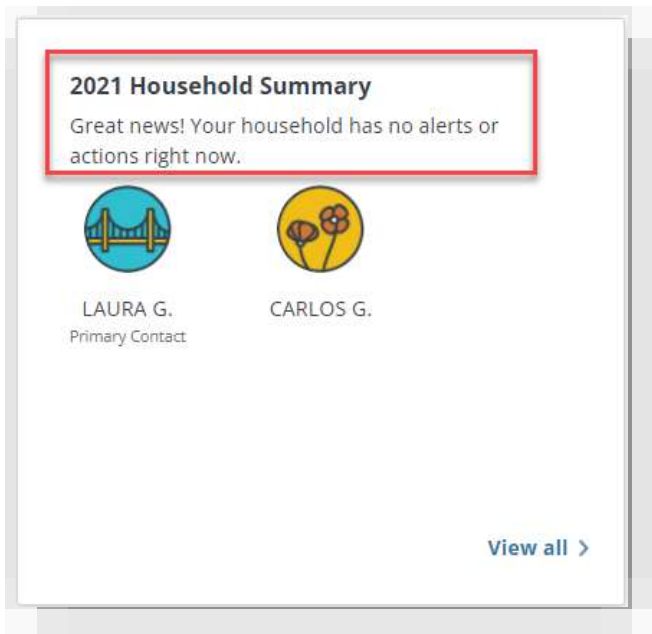 2021 Household Summary
Great news! Your household has no alerts or
actions right now.
LAURA G.
CARLOS G.
Primary Contact
View all